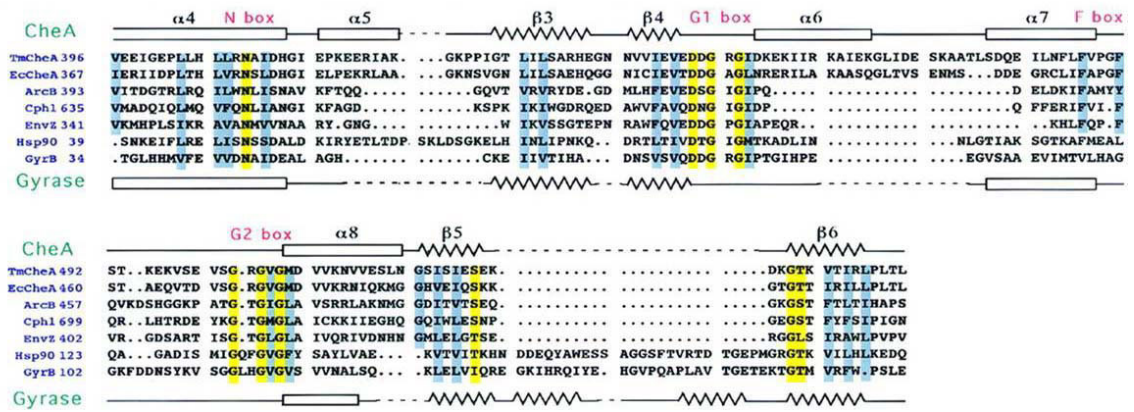 α4 N box α5 β3 β4 G1 box α6 α7 F box
CheA
TmCheA 396 VEEIGEPLLH LLRNAIDHGI EPKEERIAK. ...GKPPIGT LILSARHEGN NVVIEVEDDG RGIDKEKIIR KAIEKGLIDE SKAATLSDQE ILNFLFVPGF
EcCheA 367 IERIIDPLTH LVRNSLDHGI ELPEKRLAA. ...GKNSVGN LILSAEHQGG NICIEVTDDG AGLNRERILA KAASQGLTVS ENMS...DDE GRCLIFAPGF
ArcB 393 VITDGTRLRQ ILWNLISNAV KFTQQ..... .....GQVT VRVRYDE.GD MLHFEVEDSG IGIP...... .......... .......Q.. DELDKIFAMYY
Cph1 635 VMADQIQLMQ VFQNLIANGI KFAGD..... ....KSPK IKIWGDRQED AWVFAVQDNG IGIDP..... .......... .......Q FFERIFVI.F
EnvZ 341 VKMHPLSIKR AVANMVVNAA RY.GNG.... .......W IKVSSGTEPN RAWFQVEDDG PGIAPEQR.. .......... .......... KHLFQP.F
Hsp90 39 .SNKEIFLRE LISNSSDALD KIRYETLTDP SKLDSGKELH INLIPNKQ.. DRTLTIVDTG IGMTKADLIN .......... NLGTIAK SGTKAFMEAL
GyrB 34 .TGLHHMVFE VVDNAIDEAL AGH....... .......CKE IIVTIHA... DNSVSVQDDG RGIPTGIHPE .......... EGVSAA EVIMTVLHAG
Gyrase
G2 box α8 β5 β6
CheA
TmCheA 492 ST..KEKVSE VSG.RGVGMD VVKNVVESLN GSISIESEK. .......... .......... .......DKGTK VTIRLPLTL
EcCheA 460 ST..AEQVTD VSG.RGVGMD VVKRNIQKMG GHVEIQSKQ. .......... .......... .......GTGTT IRILLPLTL
ArcB 457 QVKDSHGGKP ATG.TGIGLA VSRRLAKNMG GDITVTSEQ. .......... .......... .......GKGST FTLTIHAPS
Cph1 699 QR..LHTRDE YKG.TGMGLA ICKKIIEGHQ GQIWLESNP. .......... .......... .......GEGST FYFSIPIGN
EnvZ 402 VR..GDSART ISG.TGLGLA IVQRIVDNHN GMLELGTSE. .......... .......... .......RGGLS IRAWLPVPV
Hsp90 123 QA...GADIS MIGQFGVGFY SAYLVAE... .KVTVITKHN DDEQYAWESS AGGSFTVRTD TGEPMGRGTK VILHLKEDQ
GyrB 102 GKFDDNSYKV SGGLHGVGVS VVNALSQ... .KLELVIQRE GKIHRQIYE. HGVPQAPLAV TGETEKTGTM VRFW.PSLE
Gyrase